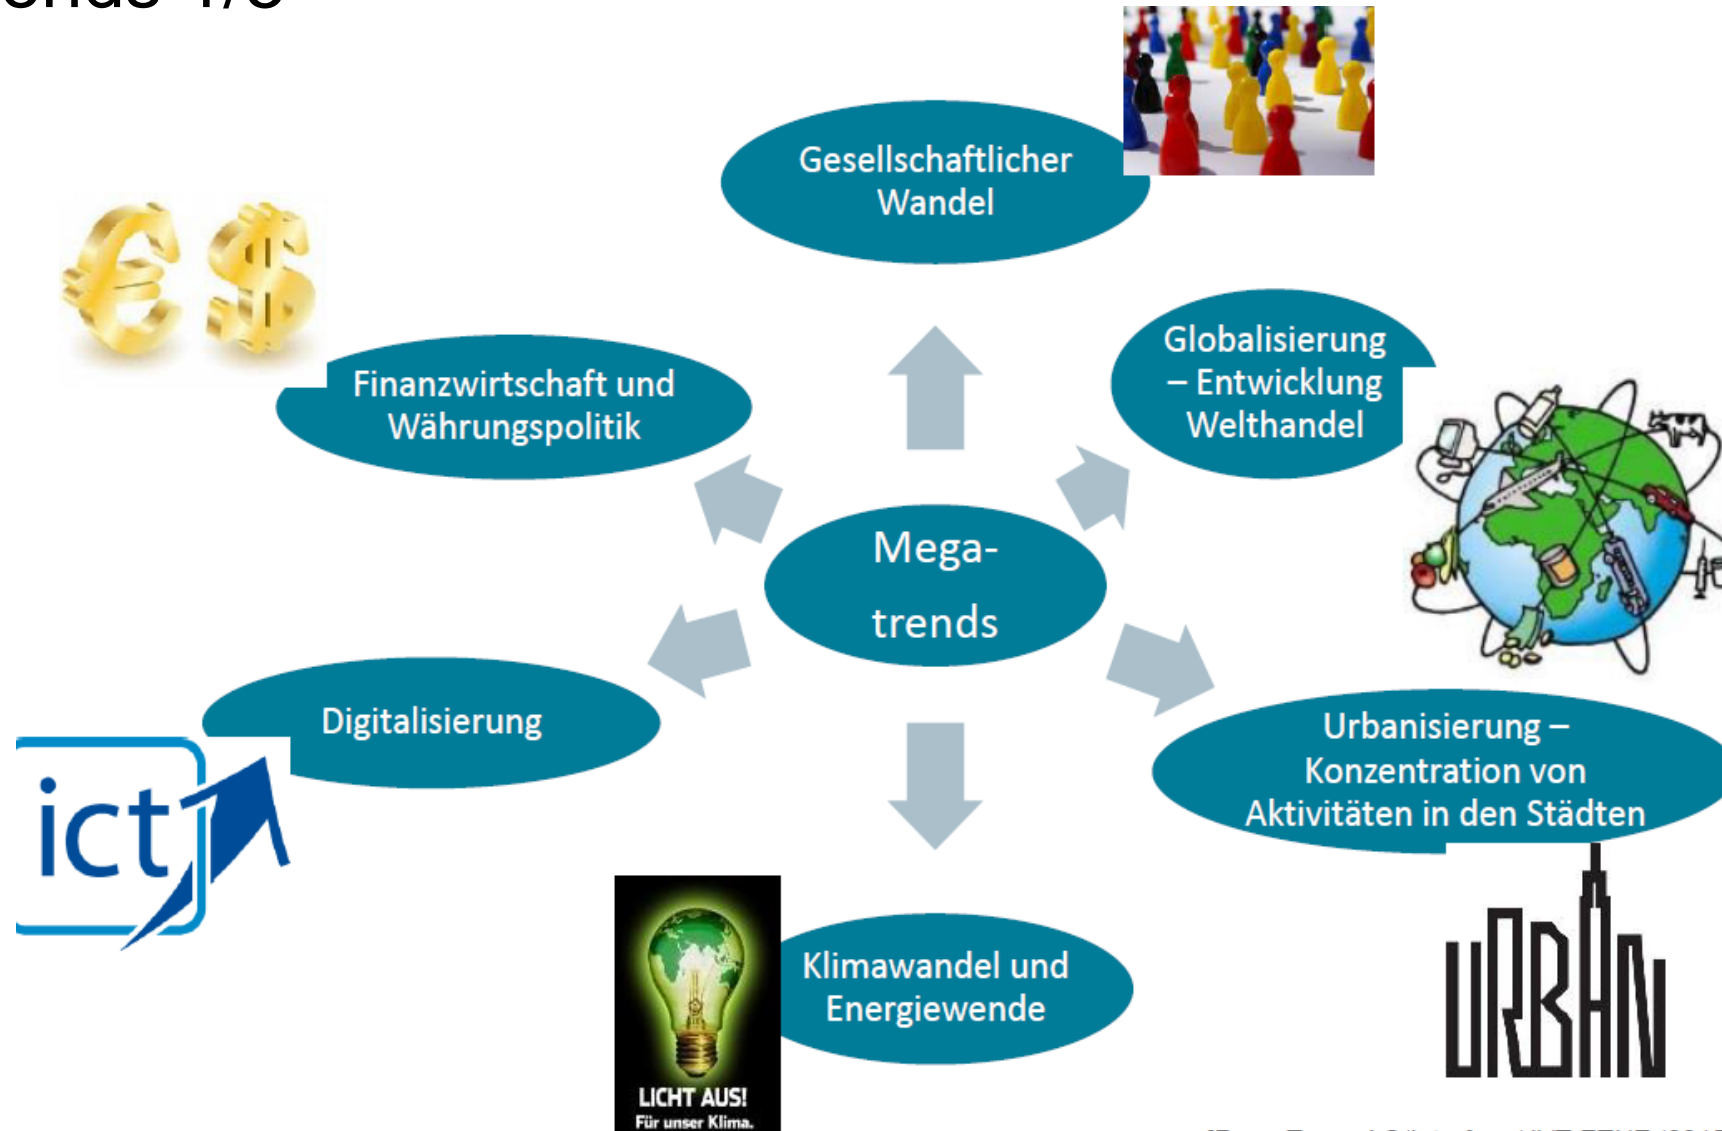 Gesellschaftlicher
Wandel
Globalisierung
– Entwicklung
Welthandel
Finanzwirtschaft und
Währungspolitik
Mega-
trends
Digitalisierung
Urbanisierung –
Konzentration von
Aktivitäten in den Städten
ict
Klimawandel und
Energiewende
URBAN
LICHT AUS!
Für unser Klima.